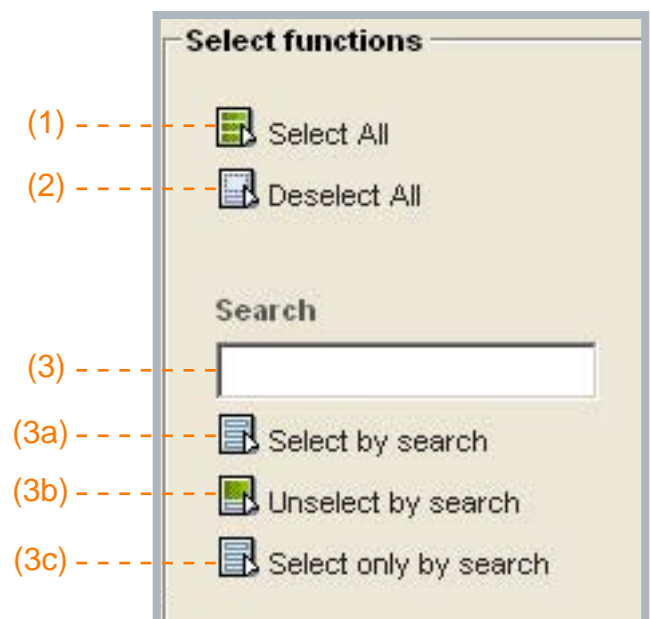 Select functions
(1) Select All
(2) Deselect All
Search
(3)
(3a) Select by search
(3b) Unselect by search
(3c) Select only by search